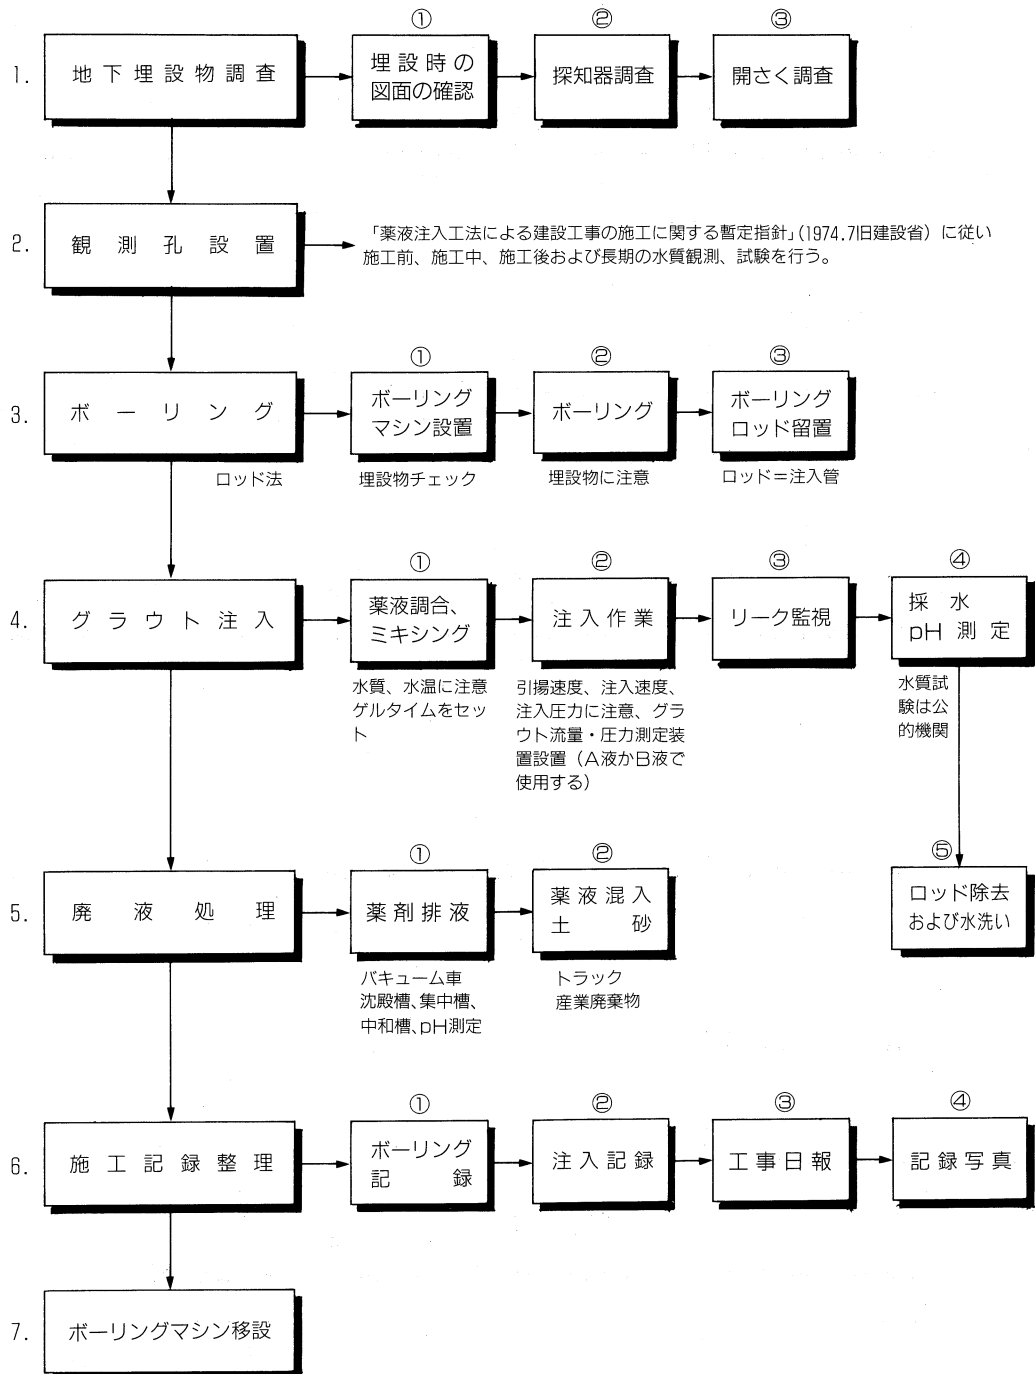 1. 地下埋設物調査
①
埋設時の
図面の確認
②
探知器調査
③
開さく調査
2. 観測孔設置
「薬液注入工法による建設工事の施工に関する暫定指針」(1974.7旧建設省)に従い
施工前、施工中、施工後および長期の水質観測、試験を行う。
3. ボーリング
ロッド法
①
ボーリング
マシン設置
埋設物チェック
②
ボーリング
埋設物に注意
③
ボーリング
ロッド留置
ロッド＝注入管
4. グラウト注入
①
薬液調合、
ミキシング
水質、水温に注意
ゲルタイムをセッ
ト
②
注入作業
引揚速度、注入速度、
注入圧力に注意、グラ
ウト流量・圧力測定装
置設置（A液かB液で
使用する）
③
リーク監視
④
採水
pH測定
水質試
験は公
的機関
⑤
ロッド除去
および水洗い
5. 廃液処理
①
薬剤排液
バキューム車
沈殿槽、集中槽、
中和槽、pH測定
②
薬液混入
土砂
トラック
産業廃棄物
6. 施工記録整理
①
ボーリング
記録
②
注入記録
③
工事日報
④
記録写真
7. ボーリングマシン移設